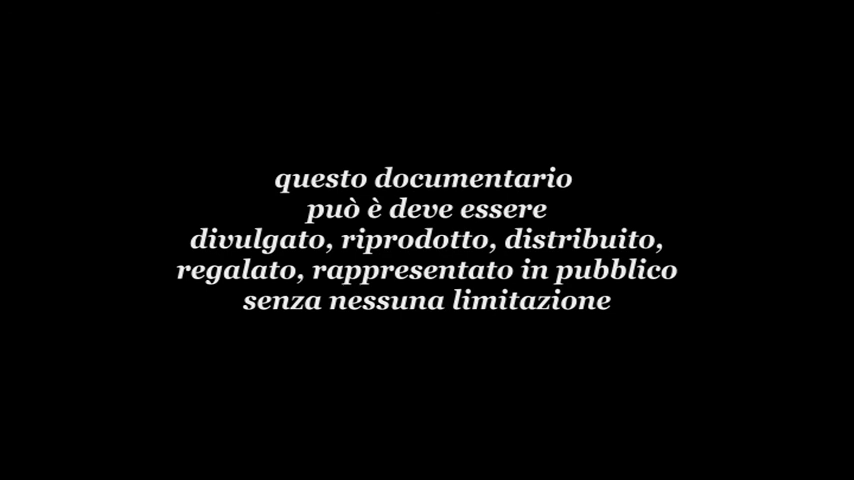 questo documentario
può è deve essere
divulgato, riprodotto, distribuito,
regalato, rappresentato in pubblico
senza nessuna limitazione